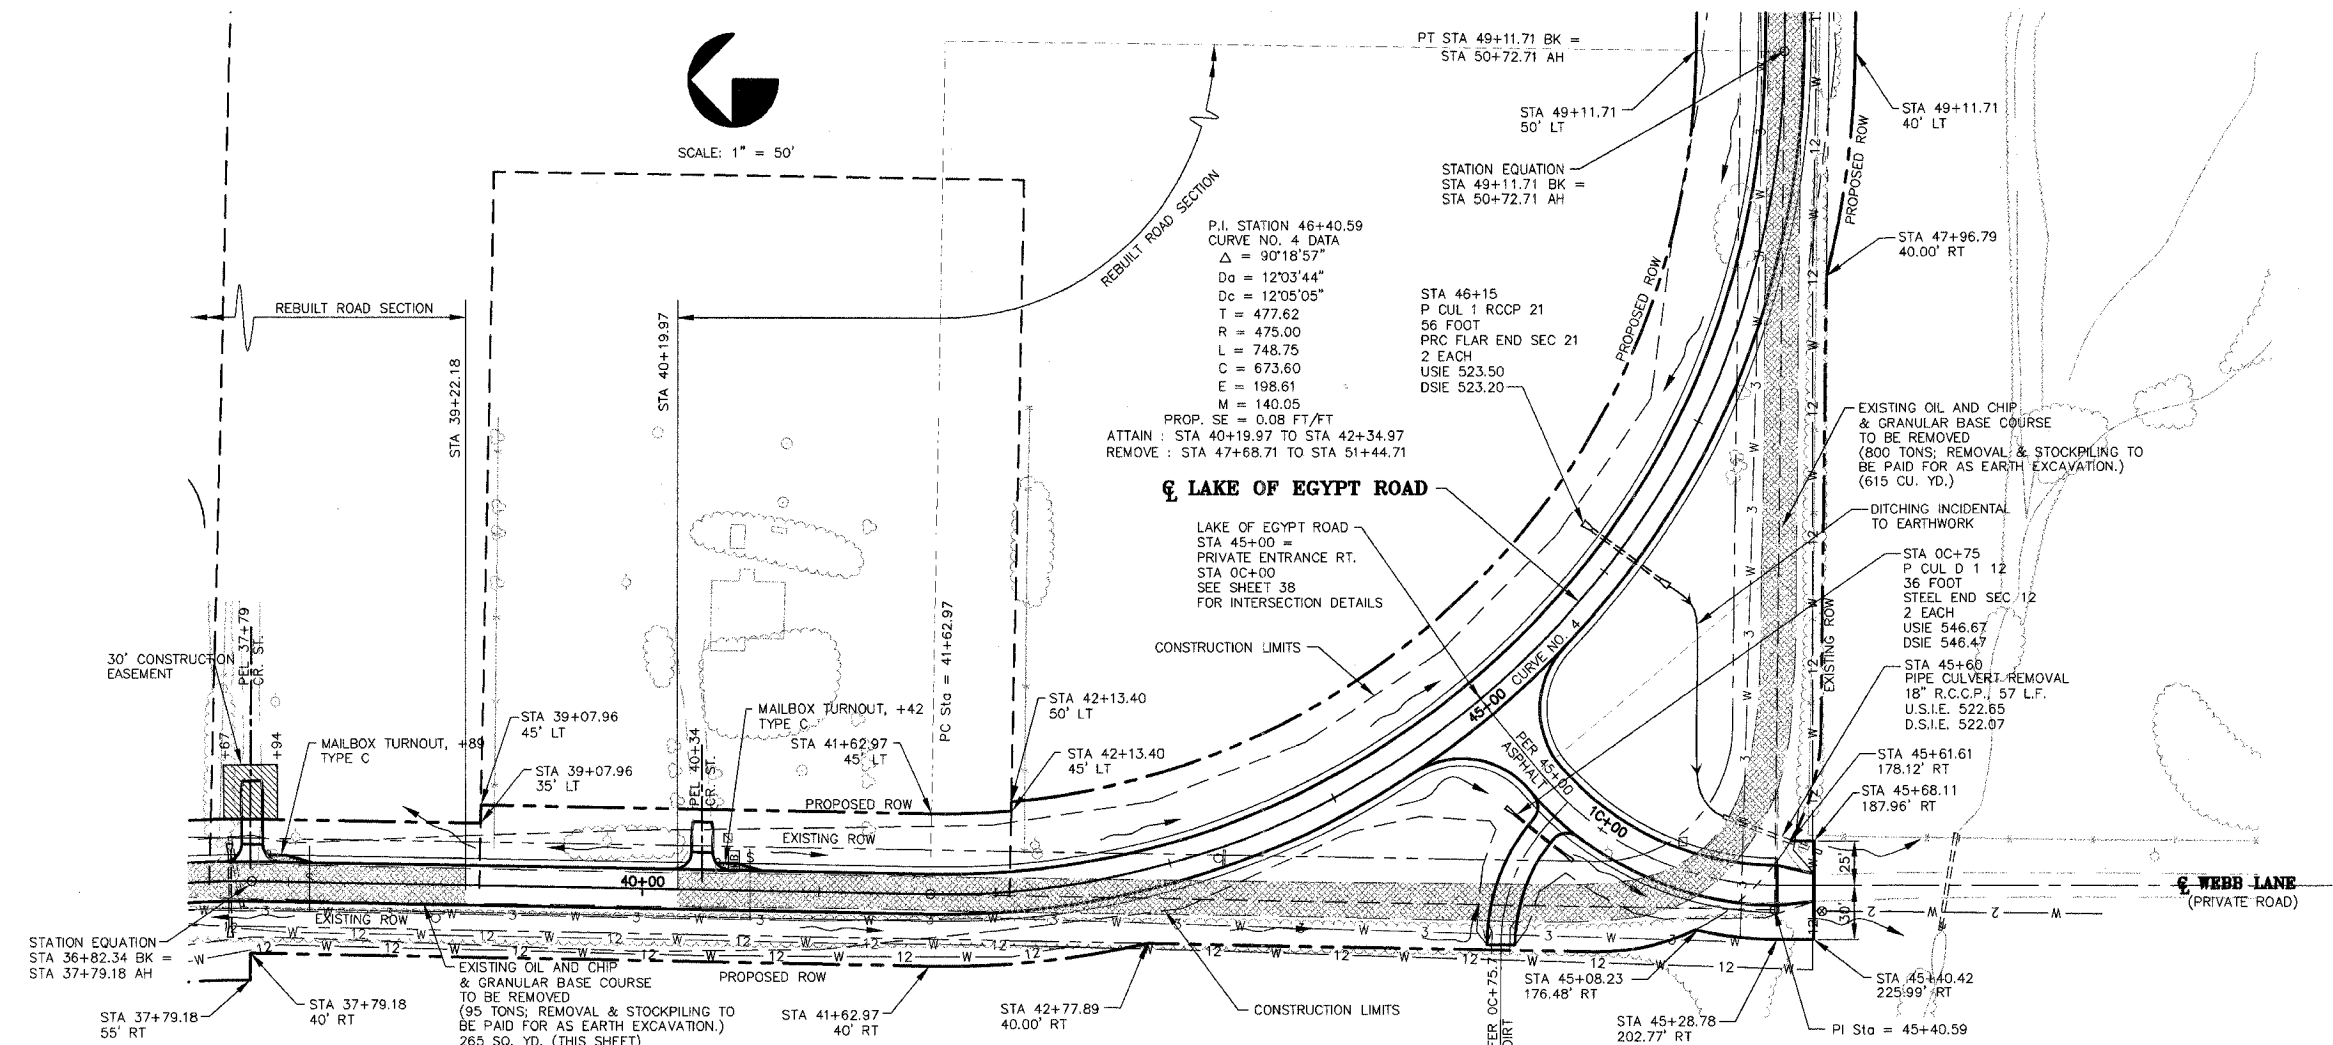 SCALE: 1" = 50'
PT STA 49+11.71 BK =
STA 50+72.71 AH
STA 49+11.71
50' LT
STA 49+11.71
40' LT
STATION EQUATION
STA 49+11.71 BK =
STA 50+72.71 AH
PROPOSED ROW
STA 47+96.79
40.00' RT
REBUILT ROAD SECTION
REBUILT ROAD SECTION
STA 39+22.18
STA 40+19.97
P.I. STATION 46+40.59
CURVE NO. 4 DATA
△ = 90°18'57"
Da = 12°03'44"
Dc = 12°05'05"
T = 477.62
R = 475.00
L = 748.75
C = 673.60
E = 198.61
M = 140.05
PROP. SE = 0.08 FT/FT
ATTAIN : STA 40+19.97 TO STA 42+34.97
REMOVE : STA 47+68.71 TO STA 51+44.71
STA 46+15
P CUL 1 RCCP 21
56 FOOT
PRC FLAR END SEC 21
2 EACH
USIE 523.50
DSIE 523.20
PROPOSED ROW
EXISTING OIL AND CHIP
& GRANULAR BASE COURSE
TO BE REMOVED
(800 TONS; REMOVAL & STOCKPILING TO
BE PAID FOR AS EARTH EXCAVATION.)
(615 CU. YD.)
℄ LAKE OF EGYPT ROAD
LAKE OF EGYPT ROAD
STA 45+00 =
PRIVATE ENTRANCE RT.
STA 0C+00
SEE SHEET 38
FOR INTERSECTION DETAILS
DITCHING INCIDENTAL
TO EARTHWORK
STA 0C+75
P CUL D 1 12
36 FOOT
STEEL END SEC 12
2 EACH
USIE 546.67
DSIE 546.47
EXISTING ROW
STA 45+60
PIPE CULVERT REMOVAL
18" R.C.C.P., 57 L.F.
U.S.I.E. 522.65
D.S.I.E. 522.07
CONSTRUCTION LIMITS
30' CONSTRUCTION
EASEMENT
PEL 37+79
CR. ST.
+67
+94
MAILBOX TURNOUT, +89
TYPE C
STA 39+07.96
45' LT
STA 39+07.96
35' LT
PEL 40+34
CR. ST.
MAILBOX TURNOUT, +42
TYPE C
STA 41+62.97
45' LT
PC Sta = 41+62.97
STA 42+13.40
50' LT
STA 42+13.40
45' LT
45+00
CURVE NO. 4
PER 45+00
ASPHALT
1C+00
STA 45+61.61
178.12' RT
STA 45+68.11
187.96' RT
PROPOSED ROW
EXISTING ROW
40+00
25'
30'
℄ WEBB LANE
(PRIVATE ROAD)
EXISTING ROW
STATION EQUATION
STA 36+82.34 BK =
STA 37+79.18 AH
STA 37+79.18
55' RT
STA 37+79.18
40' RT
EXISTING OIL AND CHIP
& GRANULAR BASE COURSE
TO BE REMOVED
(95 TONS; REMOVAL & STOCKPILING TO
BE PAID FOR AS EARTH EXCAVATION.)
265 SQ. YD. (THIS SHEET)
PROPOSED ROW
STA 41+62.97
40' RT
STA 42+77.89
40.00' RT
CONSTRUCTION LIMITS
DIRT
STA 45+08.23
176.48' RT
STA 45+28.78
202.77' RT
STA 45+40.42
225.99' RT
PI Sta = 45+40.59